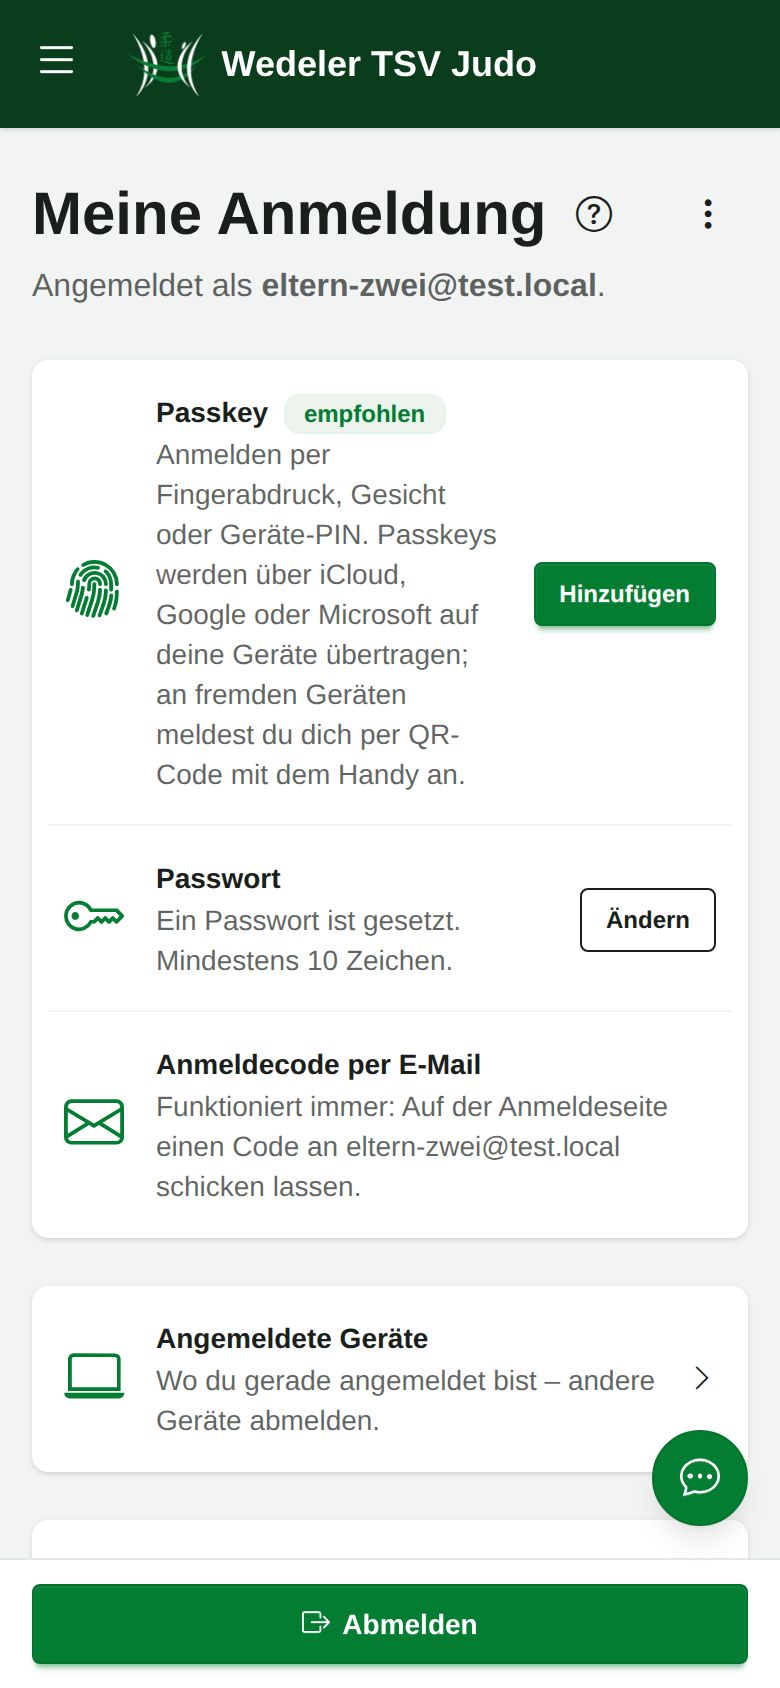 柔道
Wedeler TSV Judo
Meine Anmeldung ?
Angemeldet als eltern-zwei@test.local.
Passkey empfohlen
Anmelden per
Fingerabdruck, Gesicht
oder Geräte-PIN. Passkeys
werden über iCloud,
Google oder Microsoft auf
deine Geräte übertragen;
an fremden Geräten
meldest du dich per QR-
Code mit dem Handy an.
Hinzufügen
Passwort
Ein Passwort ist gesetzt.
Mindestens 10 Zeichen.
Ändern
Anmeldecode per E-Mail
Funktioniert immer: Auf der Anmeldeseite
einen Code an eltern-zwei@test.local
schicken lassen.
Angemeldete Geräte
Wo du gerade angemeldet bist – andere
Geräte abmelden.
Abmelden